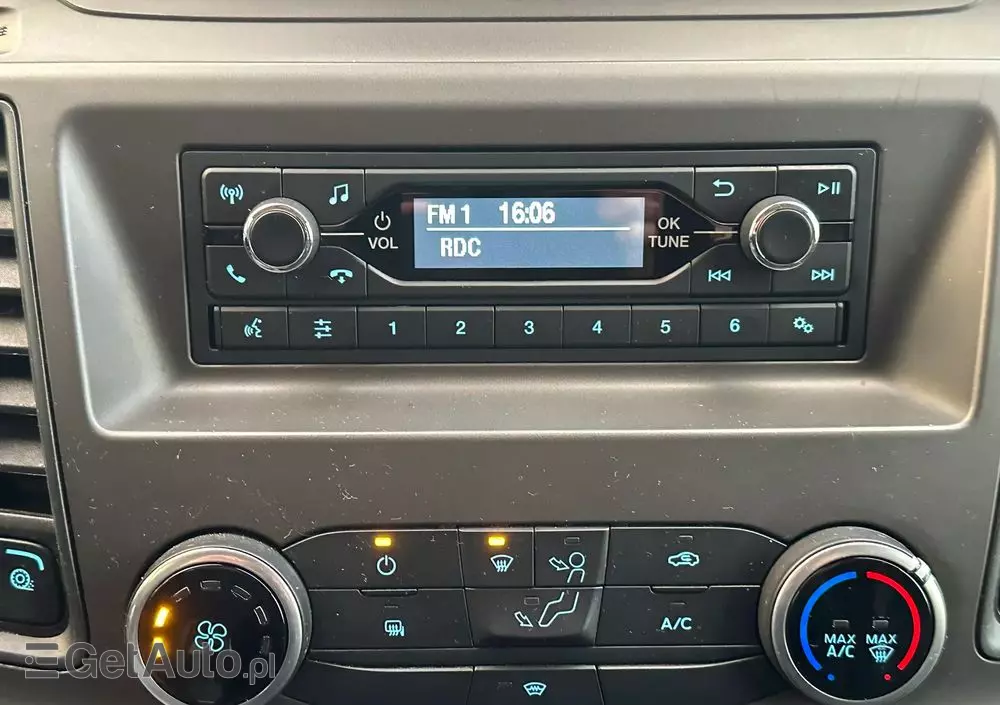 FM 1 16:06
RDC
VOL
OK
TUNE
1 2 3 4 5 6
A/C
MAX
A/C
MAX
GetAuto.pl